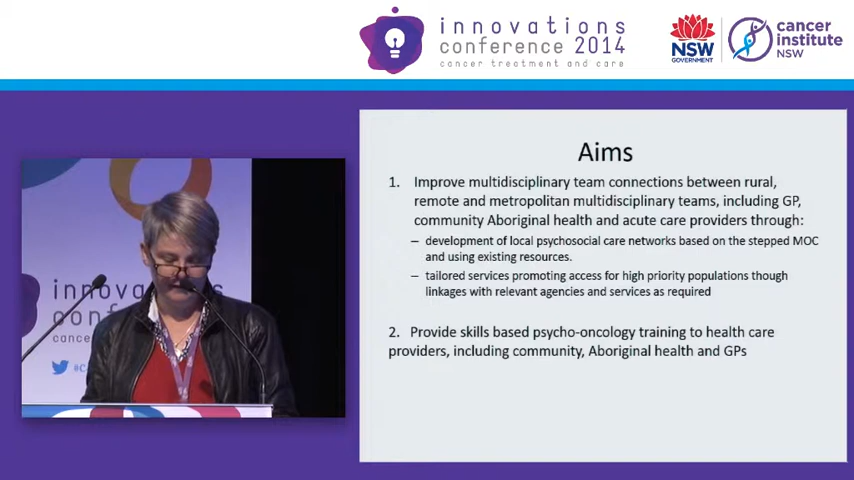 innovations
conference 2014
cancer treatment and care
NSW
GOVERNMENT
cancer
institute
NSW
Aims
1. Improve multidisciplinary team connections between rural,
remote and metropolitan multidisciplinary teams, including GP,
community Aboriginal health and acute care providers through:
– development of local psychosocial care networks based on the stepped MOC
and using existing resources.
– tailored services promoting access for high priority populations though
linkages with relevant agencies and services as required
2. Provide skills based psycho-oncology training to health care
providers, including community, Aboriginal health and GPs